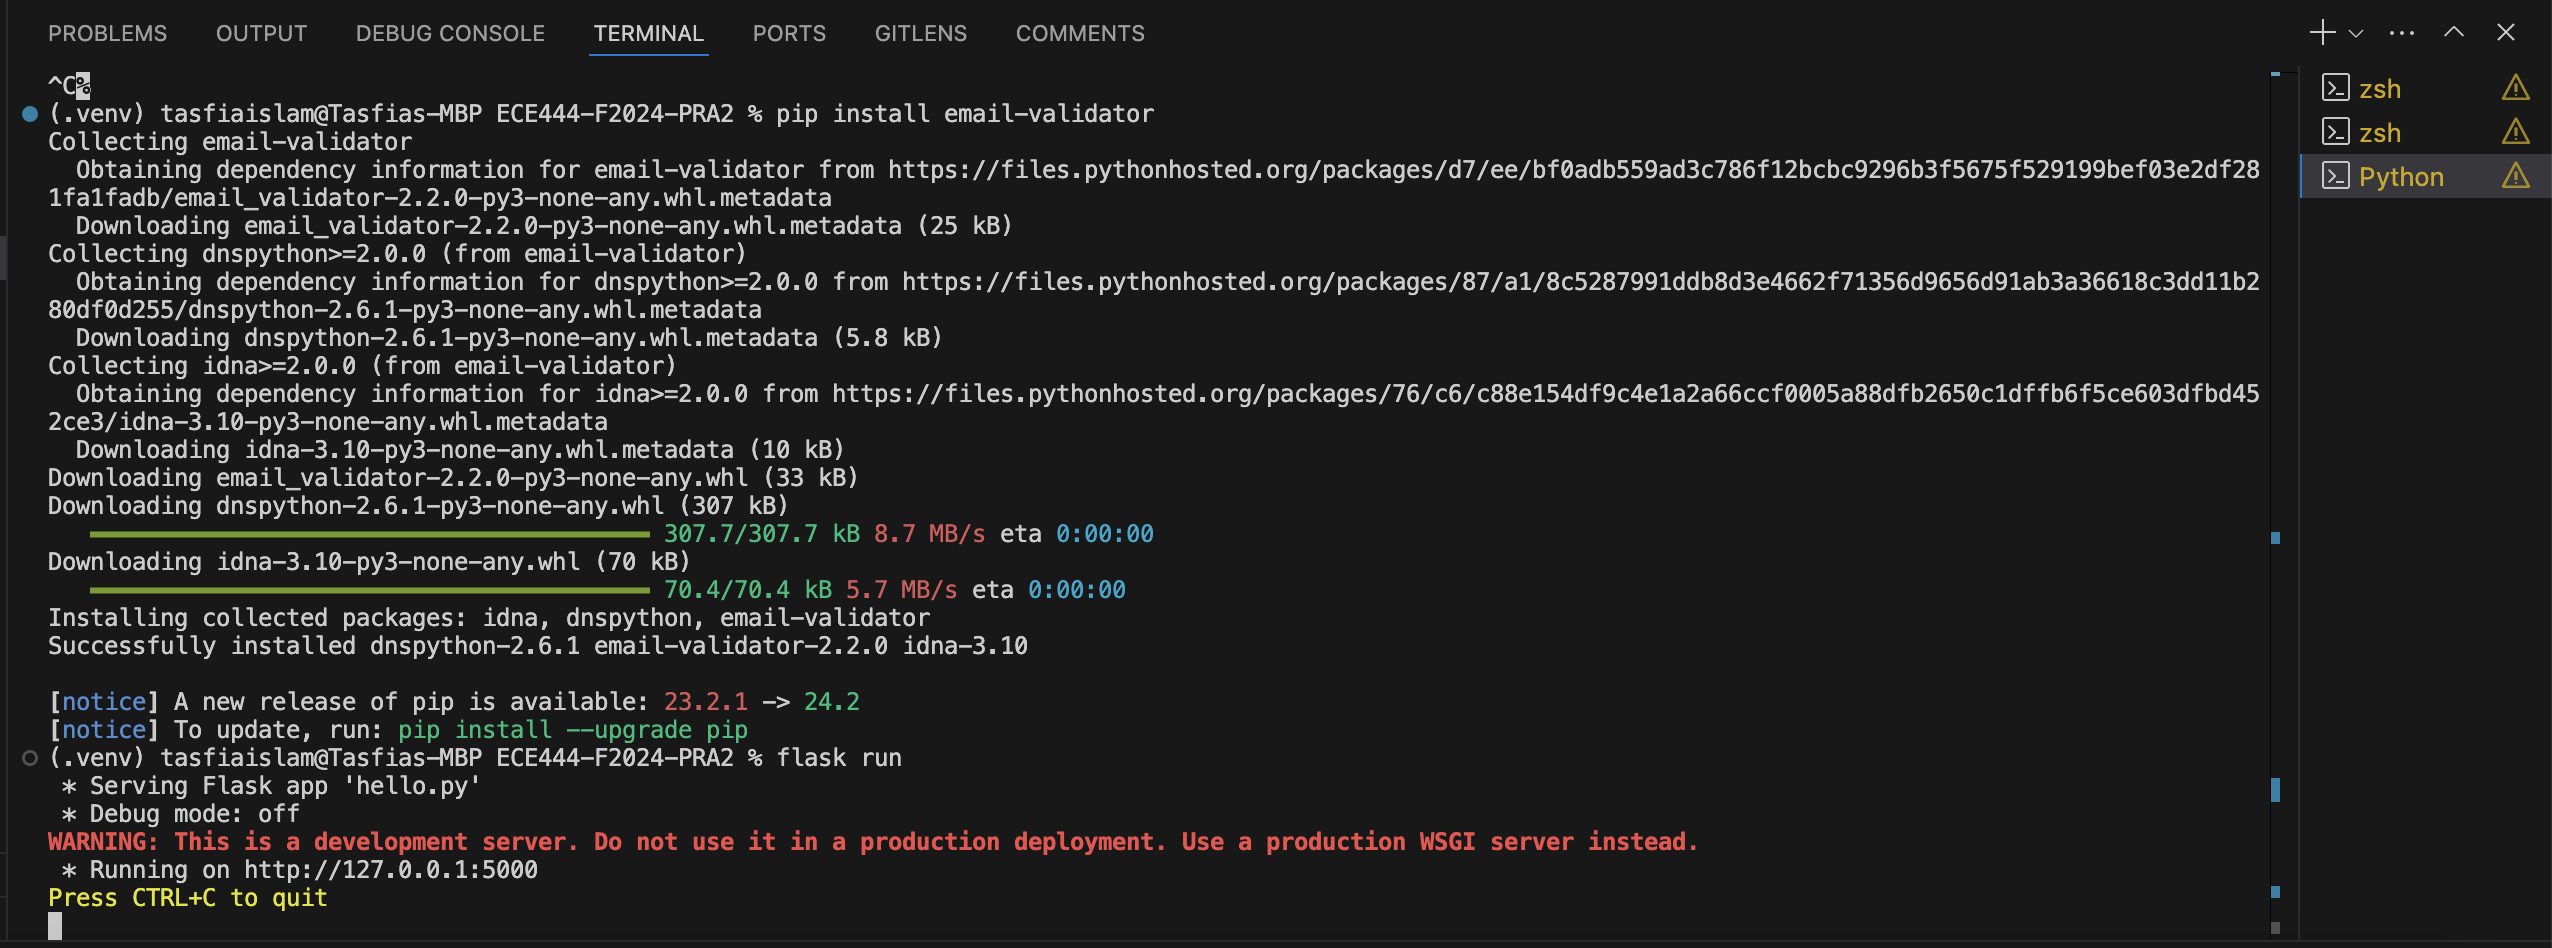 PROBLEMS OUTPUT DEBUG CONSOLE TERMINAL PORTS GITLENS COMMENTS
^C%
(.venv) tasfiaislam@Tasfias-MBP ECE444-F2024-PRA2 % pip install email-validator
Collecting email-validator
  Obtaining dependency information for email-validator from https://files.pythonhosted.org/packages/d7/ee/bf0adb559ad3c786f12bcbc9296b3f5675f529199bef03e2df28
1fa1fadb/email_validator-2.2.0-py3-none-any.whl.metadata
  Downloading email_validator-2.2.0-py3-none-any.whl.metadata (25 kB)
Collecting dnspython>=2.0.0 (from email-validator)
  Obtaining dependency information for dnspython>=2.0.0 from https://files.pythonhosted.org/packages/87/a1/8c5287991ddb8d3e4662f71356d9656d91ab3a36618c3dd11b2
80df0d255/dnspython-2.6.1-py3-none-any.whl.metadata
  Downloading dnspython-2.6.1-py3-none-any.whl.metadata (5.8 kB)
Collecting idna>=2.0.0 (from email-validator)
  Obtaining dependency information for idna>=2.0.0 from https://files.pythonhosted.org/packages/76/c6/c88e154df9c4e1a2a66ccf0005a88dfb2650c1dffb6f5ce603dfbd45
2ce3/idna-3.10-py3-none-any.whl.metadata
  Downloading idna-3.10-py3-none-any.whl.metadata (10 kB)
Downloading email_validator-2.2.0-py3-none-any.whl (33 kB)
Downloading dnspython-2.6.1-py3-none-any.whl (307 kB)
307.7/307.7 kB 8.7 MB/s eta 0:00:00
Downloading idna-3.10-py3-none-any.whl (70 kB)
70.4/70.4 kB 5.7 MB/s eta 0:00:00
Installing collected packages: idna, dnspython, email-validator
Successfully installed dnspython-2.6.1 email-validator-2.2.0 idna-3.10
[notice] A new release of pip is available: 23.2.1 -> 24.2
[notice] To update, run: pip install --upgrade pip
(.venv) tasfiaislam@Tasfias-MBP ECE444-F2024-PRA2 % flask run
 * Serving Flask app 'hello.py'
 * Debug mode: off
WARNING: This is a development server. Do not use it in a production deployment. Use a production WSGI server instead.
 * Running on http://127.0.0.1:5000
Press CTRL+C to quit
zsh
zsh
Python